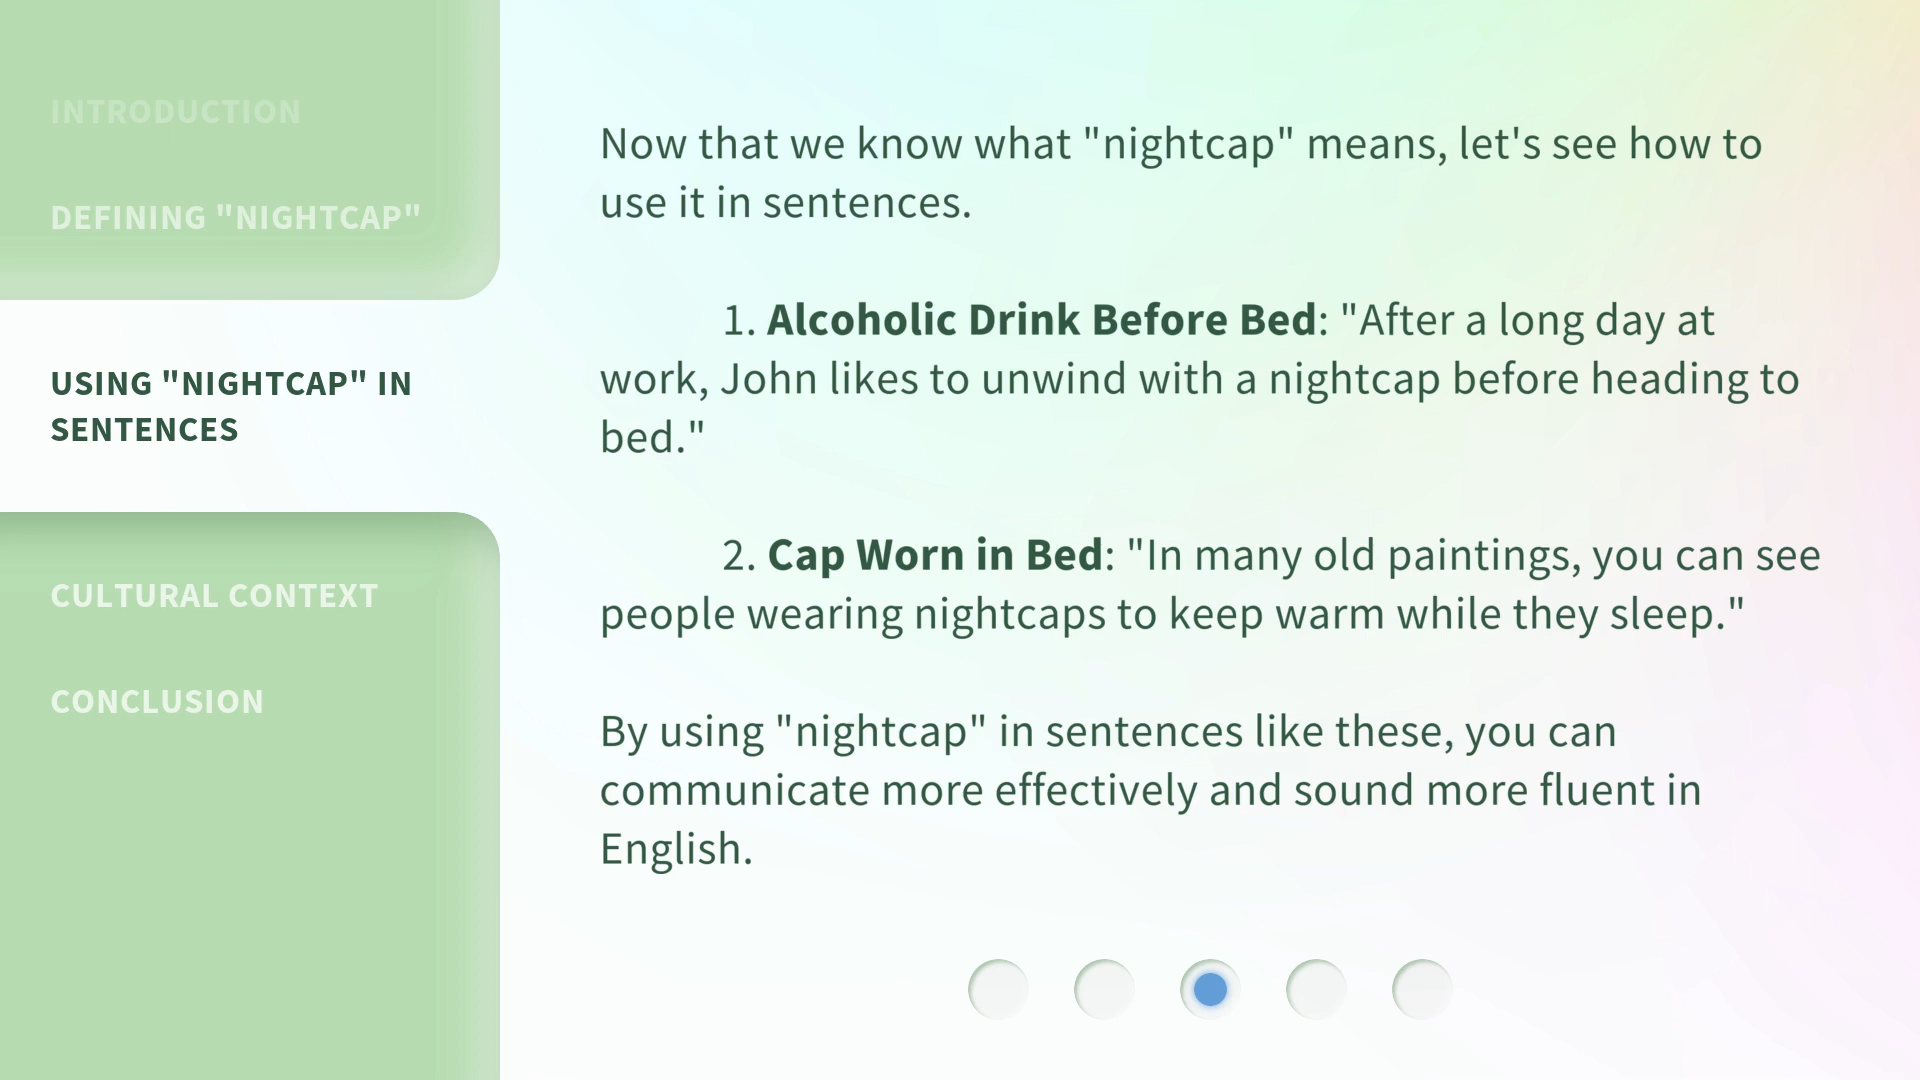 INTRODUCTION
DEFINING "NIGHTCAP"
USING "NIGHTCAP" IN
SENTENCES
CULTURAL CONTEXT
CONCLUSION
Now that we know what "nightcap" means, let's see how to
use it in sentences.
1. Alcoholic Drink Before Bed: "After a long day at
work, John likes to unwind with a nightcap before heading to
bed."
2. Cap Worn in Bed: "In many old paintings, you can see
people wearing nightcaps to keep warm while they sleep."
By using "nightcap" in sentences like these, you can
communicate more effectively and sound more fluent in
English.